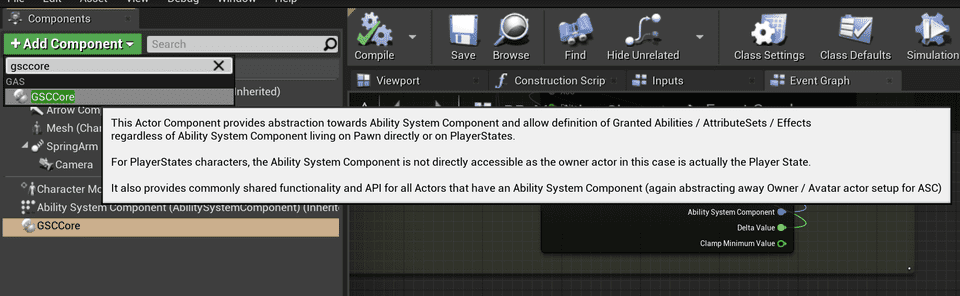 File
Edit
Asset
View
Debug
Window
Help
Components
+ Add Component
Search
gsccore
GAS
GSCCore
Inherited)
Arrow Com
Mesh (Char
SpringArm
Camera
Character Mo
Ability System Component (AbilitySystemComponent) (Inherite
GSCCore
Compile
Save
Browse
Find
Hide Unrelated
Class Settings
Class Defaults
Simulation
Viewport
Construction Scrip
Inputs
Event Graph
This Actor Component provides abstraction towards Ability System Component and allow definition of Granted Abilities / AttributeSets / Effects
regardless of Ability System Component living on Pawn directly or on PlayerStates.
For PlayerStates characters, the Ability System Component is not directly accessible as the owner actor in this case is actually the Player State.
It also provides commonly shared functionality and API for all Actors that have an Ability System Component (again abstracting away Owner / Avatar actor setup for ASC)
Ability System Component
Delta Value
Clamp Minimum Value